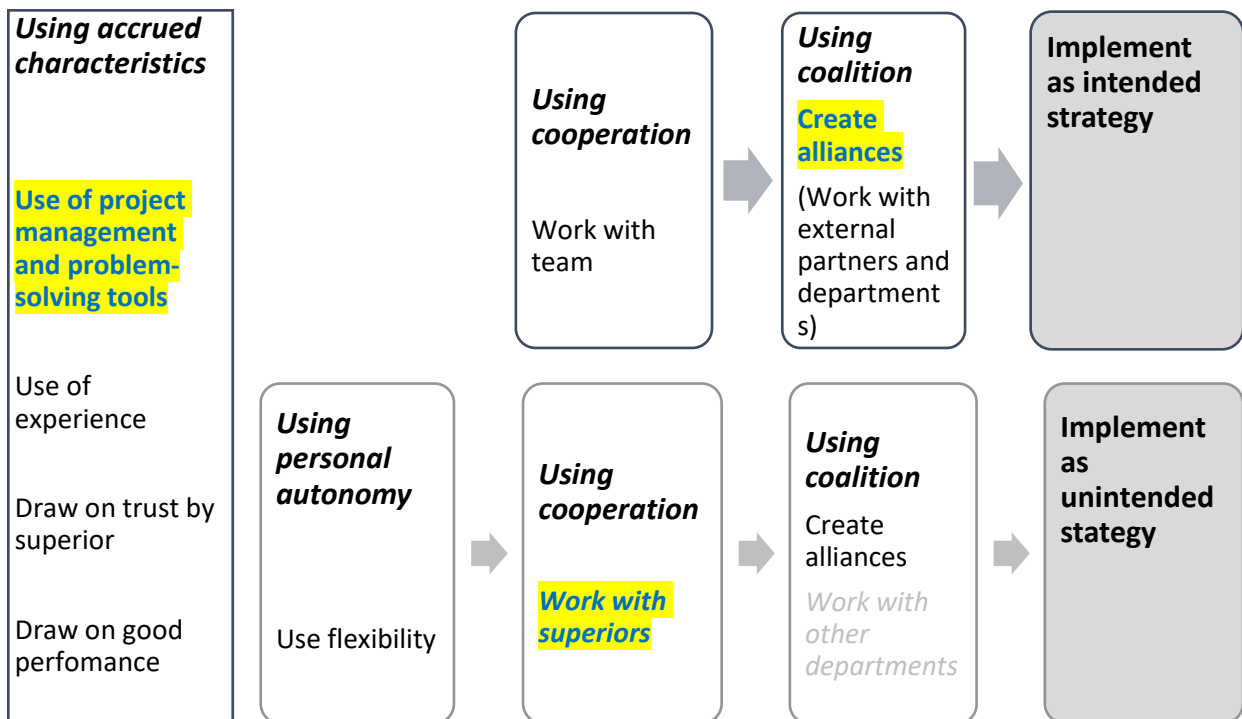 Using accrued
characteristics
Use of project
management
and problem-
solving tools
Use of
experience
Draw on trust by
superior
Draw on good
perfomance
Using
cooperation
Work with
team
Using
coalition
Create
alliances
(Work with
external
partners and
department
s)
Implement
as intended
strategy
Using
personal
autonomy
Use flexibility
Using
cooperation
Work with
superiors
Using
coalition
Create
alliances
Work with
other
departments
Implement
as
unintended
stategy